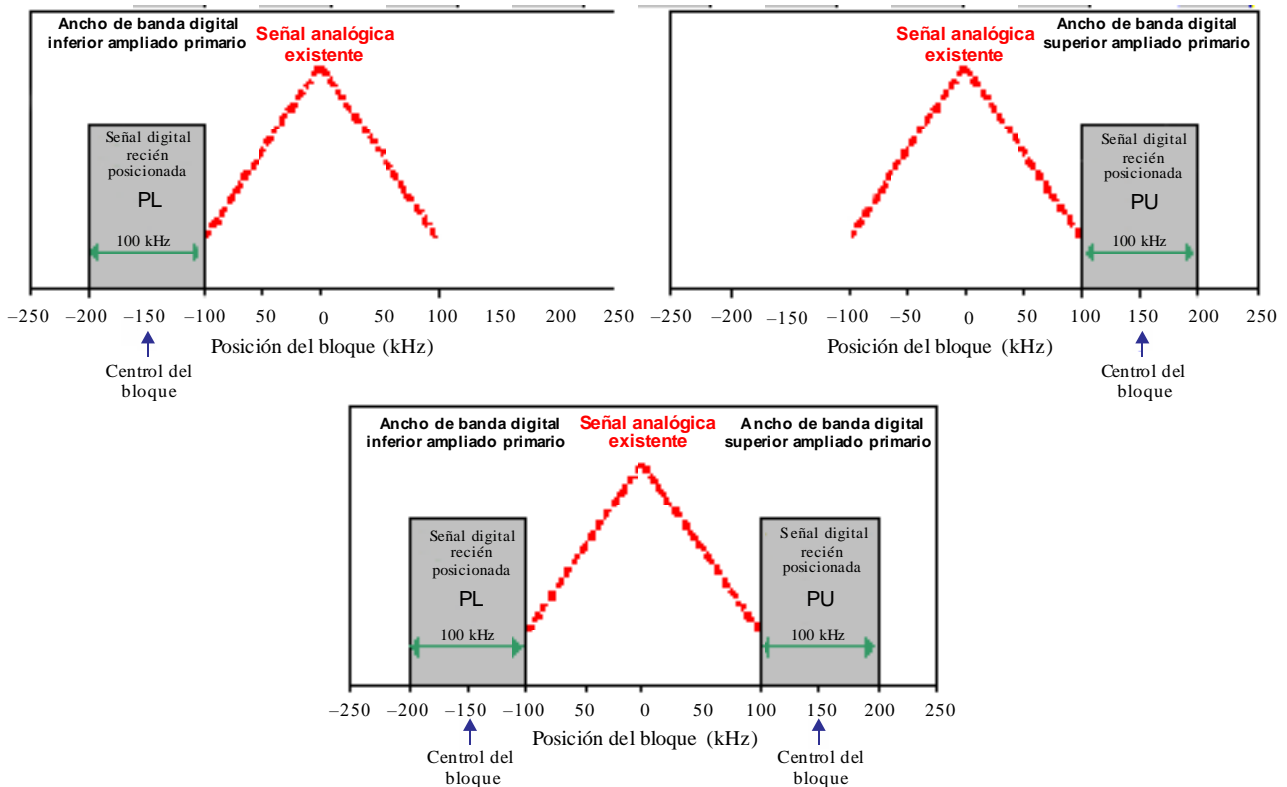 Ancho de banda digital
inferior ampliado primario
Señal analógica
existente
Señal digital
recién
posicionada
PL
100 kHz
−250 −200 −150 −100 50 0 50 100 150 200 250
Posición del bloque (kHz)
Centrol del
bloque
Señal analógica
existente
Ancho de banda digital
superior ampliado primario
Señal digital
recién
posicionada
PU
100 kHz
−250 −200 −150 −100 50 0 50 100 150 200 250
Posición del bloque (kHz)
Centrol del
bloque
Ancho de banda digital
inferior ampliado primario
Señal analógica
existente
Ancho de banda digital
superior ampliado primario
Señal digital
recién
posicionada
PL
100 kHz
Señal digital
recién
posicionada
PU
100 kHz
−250 −200 −150 −100 50 0 50 100 150 200 250
Posición del bloque (kHz)
Centrol del
bloque
Centrol del
bloque